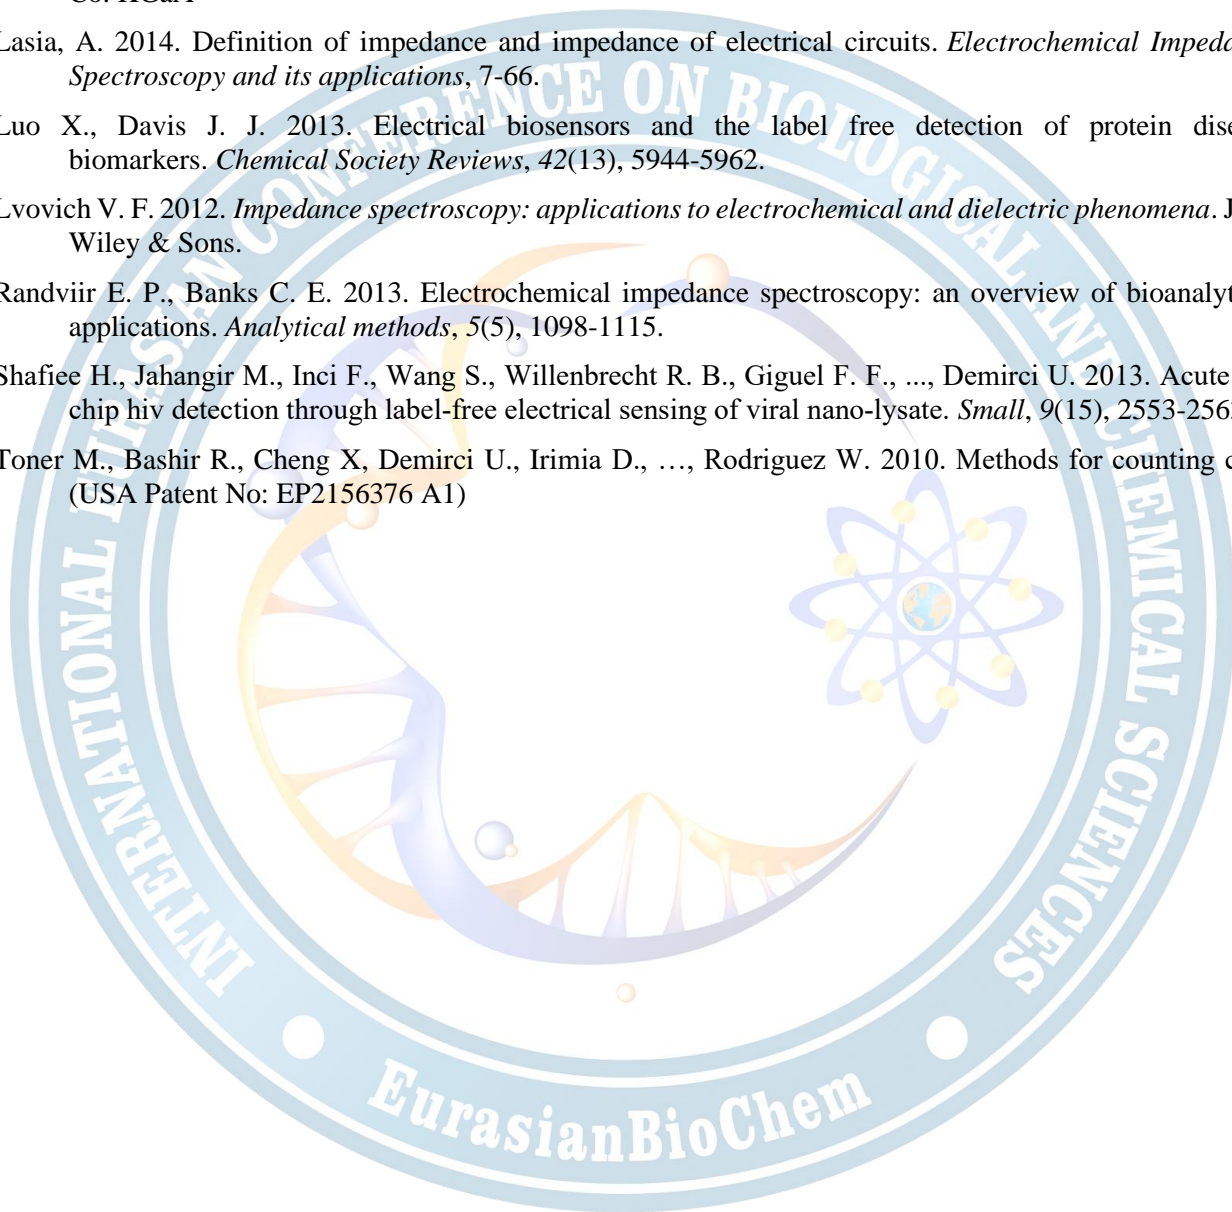 Co. KGaA
Lasia, A. 2014. Definition of impedance and impedance of electrical circuits. Electrochemical
Spectroscopy and its applications, 7-66.
Luo X., Davis J. J. 2013. Electrical biosensors and the label free detection of protein
biomarkers. Chemical Society Reviews, 42(13), 5944-5962.
Lvovich V. F. 2012. Impedance spectroscopy: applications to electrochemical and dielectric phenomena.
Wiley & Sons.
Randviir E. P., Banks C. E. 2013. Electrochemical impedance spectroscopy: an overview of
applications. Analytical methods, 5(5), 1098-1115.
Shafiee H., Jahangir M., Inci F., Wang S., Willenbrecht R. B., Giguel F. F., ..., Demirci U. 2013. Acute
chip hiv detection through label-free electrical sensing of viral nano-lysate. Small, 9(15),
Toner M., Bashir R., Cheng X, Demirci U., Irimia D., …, Rodriguez W. 2010. Methods for counting
(USA Patent No: EP2156376 A1)
INTERNATIONAL EURASIAN CONFERENCE ON BIOLOGICAL AND CHEMICAL SCIENCES
EurasianBioChem